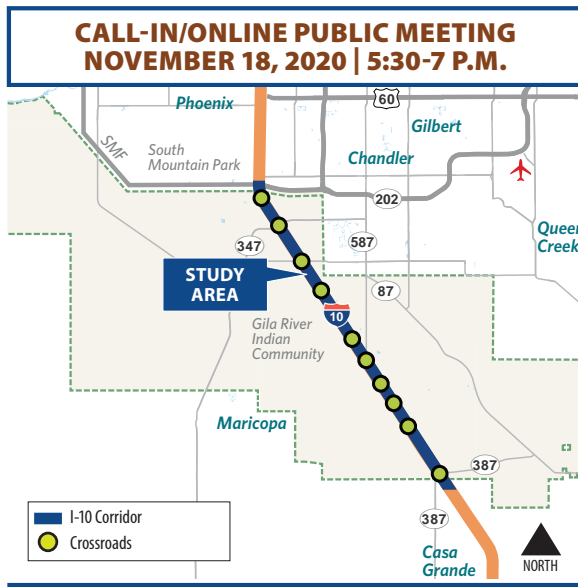 CALL-IN/ONLINE PUBLIC MEETING
NOVEMBER 18, 2020 | 5:30-7 P.M.
Phoenix
60
Gilbert
SMF
South
Mountain Park
Chandler
202
347
587
Queen
Creek
STUDY
AREA
87
10
Gila River
Indian
Community
Maricopa
387
387
I-10 Corridor
Crossroads
Casa
Grande
NORTH